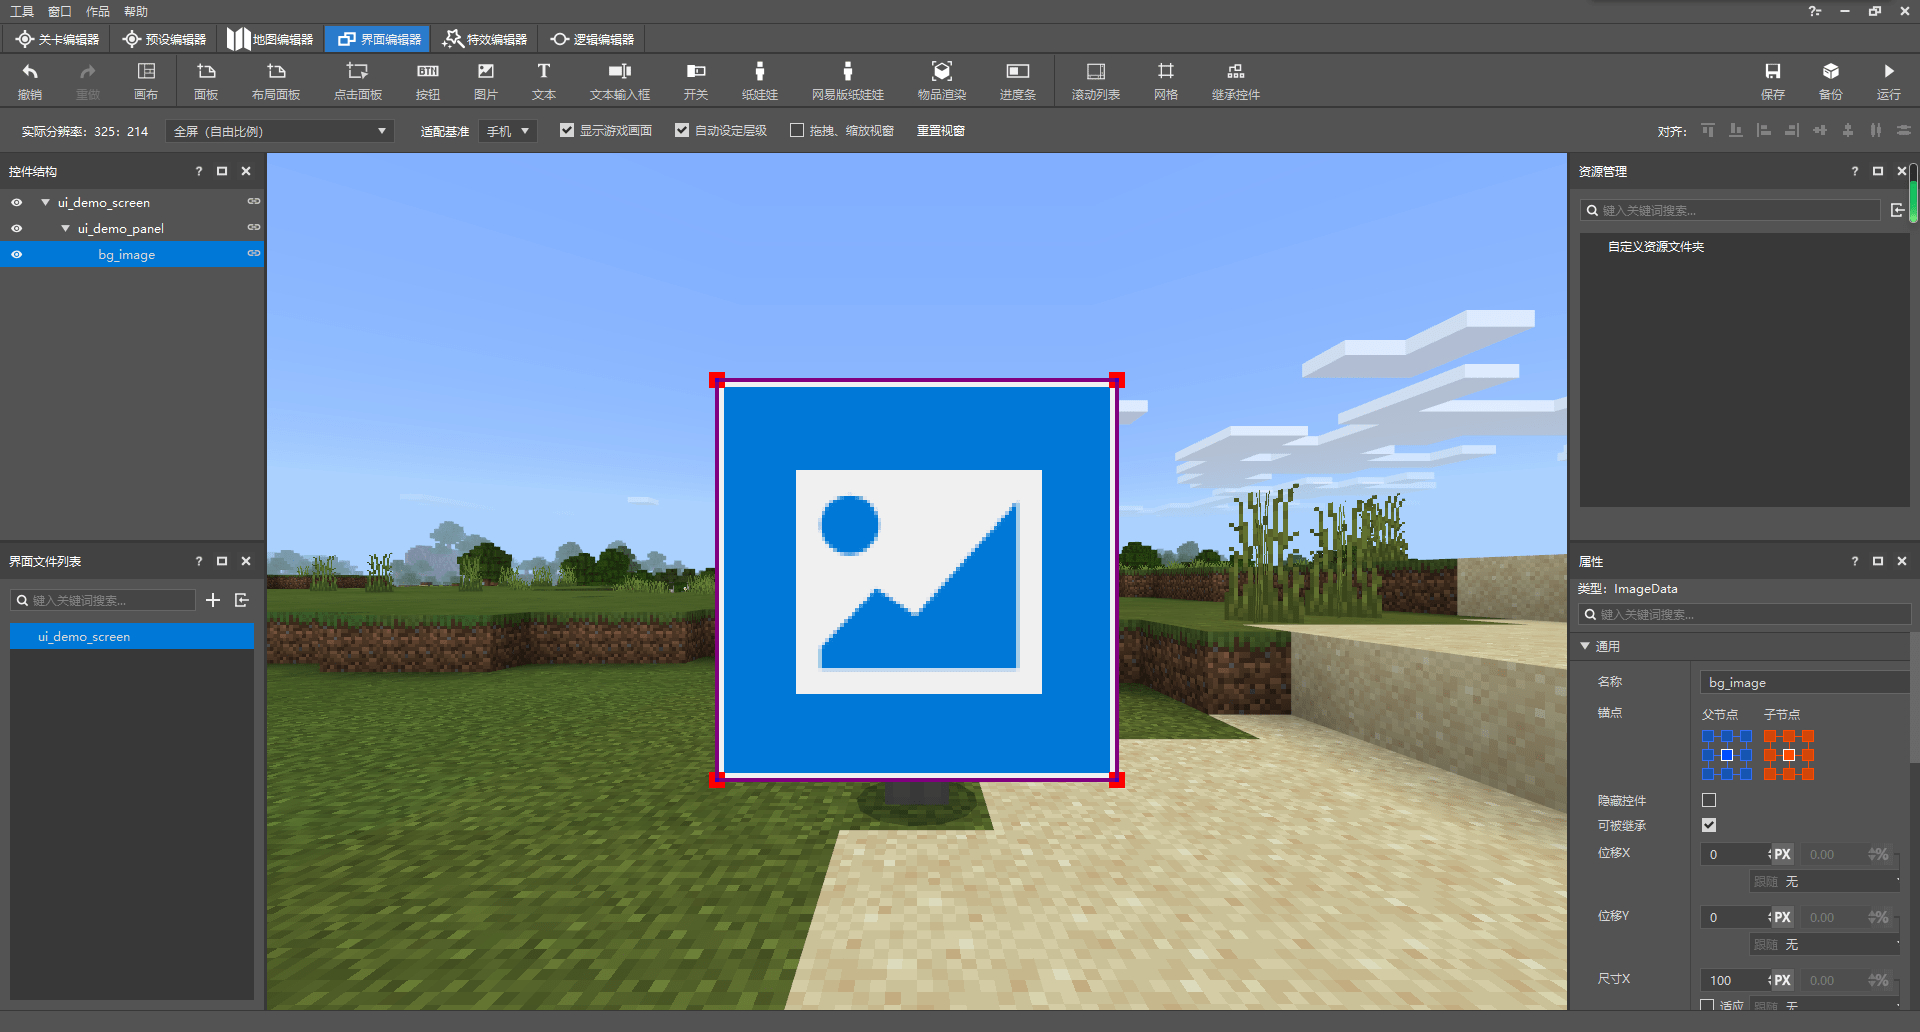 工具 窗口 作品 帮助
关卡编辑器 预设编辑器 地图编辑器 界面编辑器 特效编辑器 逻辑编辑器
撤销 重做 画布 面板 布局面板 点击面板 按钮 图片 文本 文本输入框 开关 纸娃娃 网易版纸娃娃 物品渲染 进度条 滚动列表 网格 继承控件 保存 备份 运行
实际分辨率：325：214 全屏（自由比例） 适配基准 手机 显示游戏画面 自动设定层级 拖拽、缩放视窗 重置视窗 对齐：
控件结构
ui_demo_screen
ui_demo_panel
bg_image
界面文件列表
键入关键词搜索...
ui_demo_screen
资源管理
键入关键词搜索...
自定义资源文件夹
属性
类型：ImageData
键入关键词搜索...
通用
名称 bg_image
锚点 父节点 子节点
隐藏控件
可被继承
位移X 0 PX 0.00 %
跟随 无
位移Y 0 PX 0.00 %
跟随 无
尺寸X 100 PX 0.00 %
适应 跟随 无